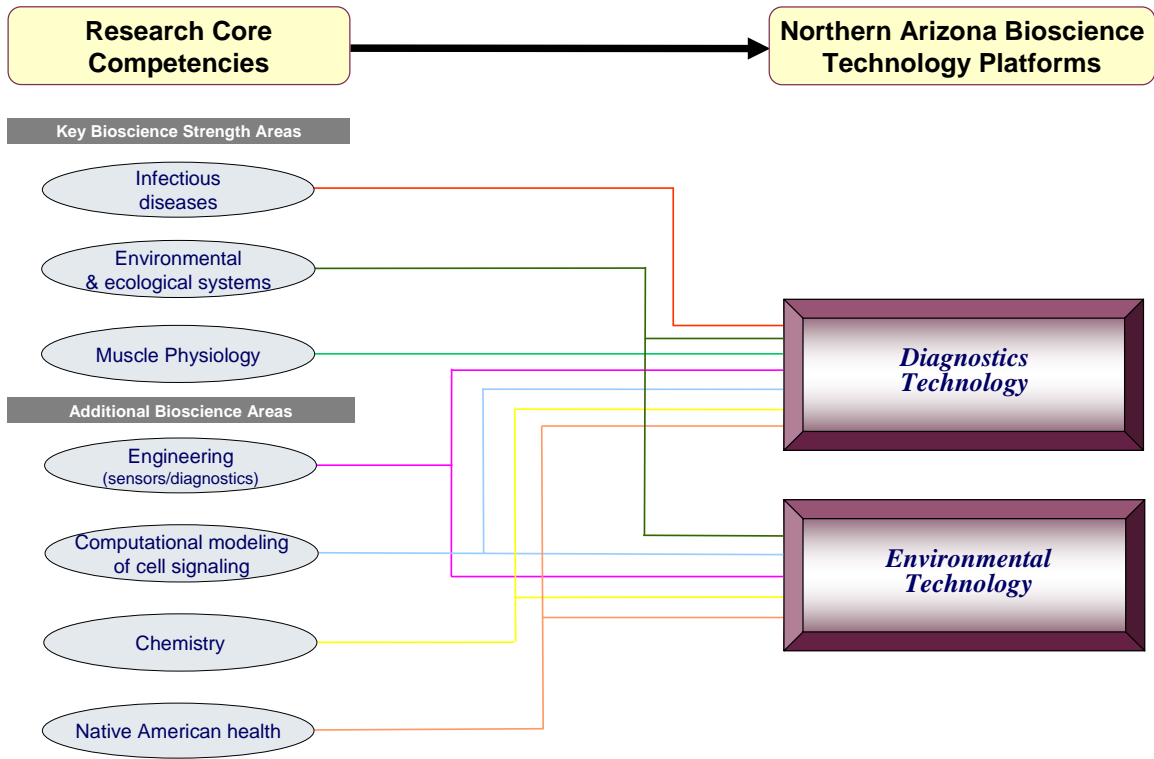 Research Core
Competencies
Northern Arizona Bioscience
Technology Platforms
Key Bioscience Strength Areas
Infectious
diseases
Environmental
& ecological systems
Muscle Physiology
Diagnostics
Technology
Additional Bioscience Areas
Engineering
(sensors/diagnostics)
Computational modeling
of cell signaling
Environmental
Technology
Chemistry
Native American health